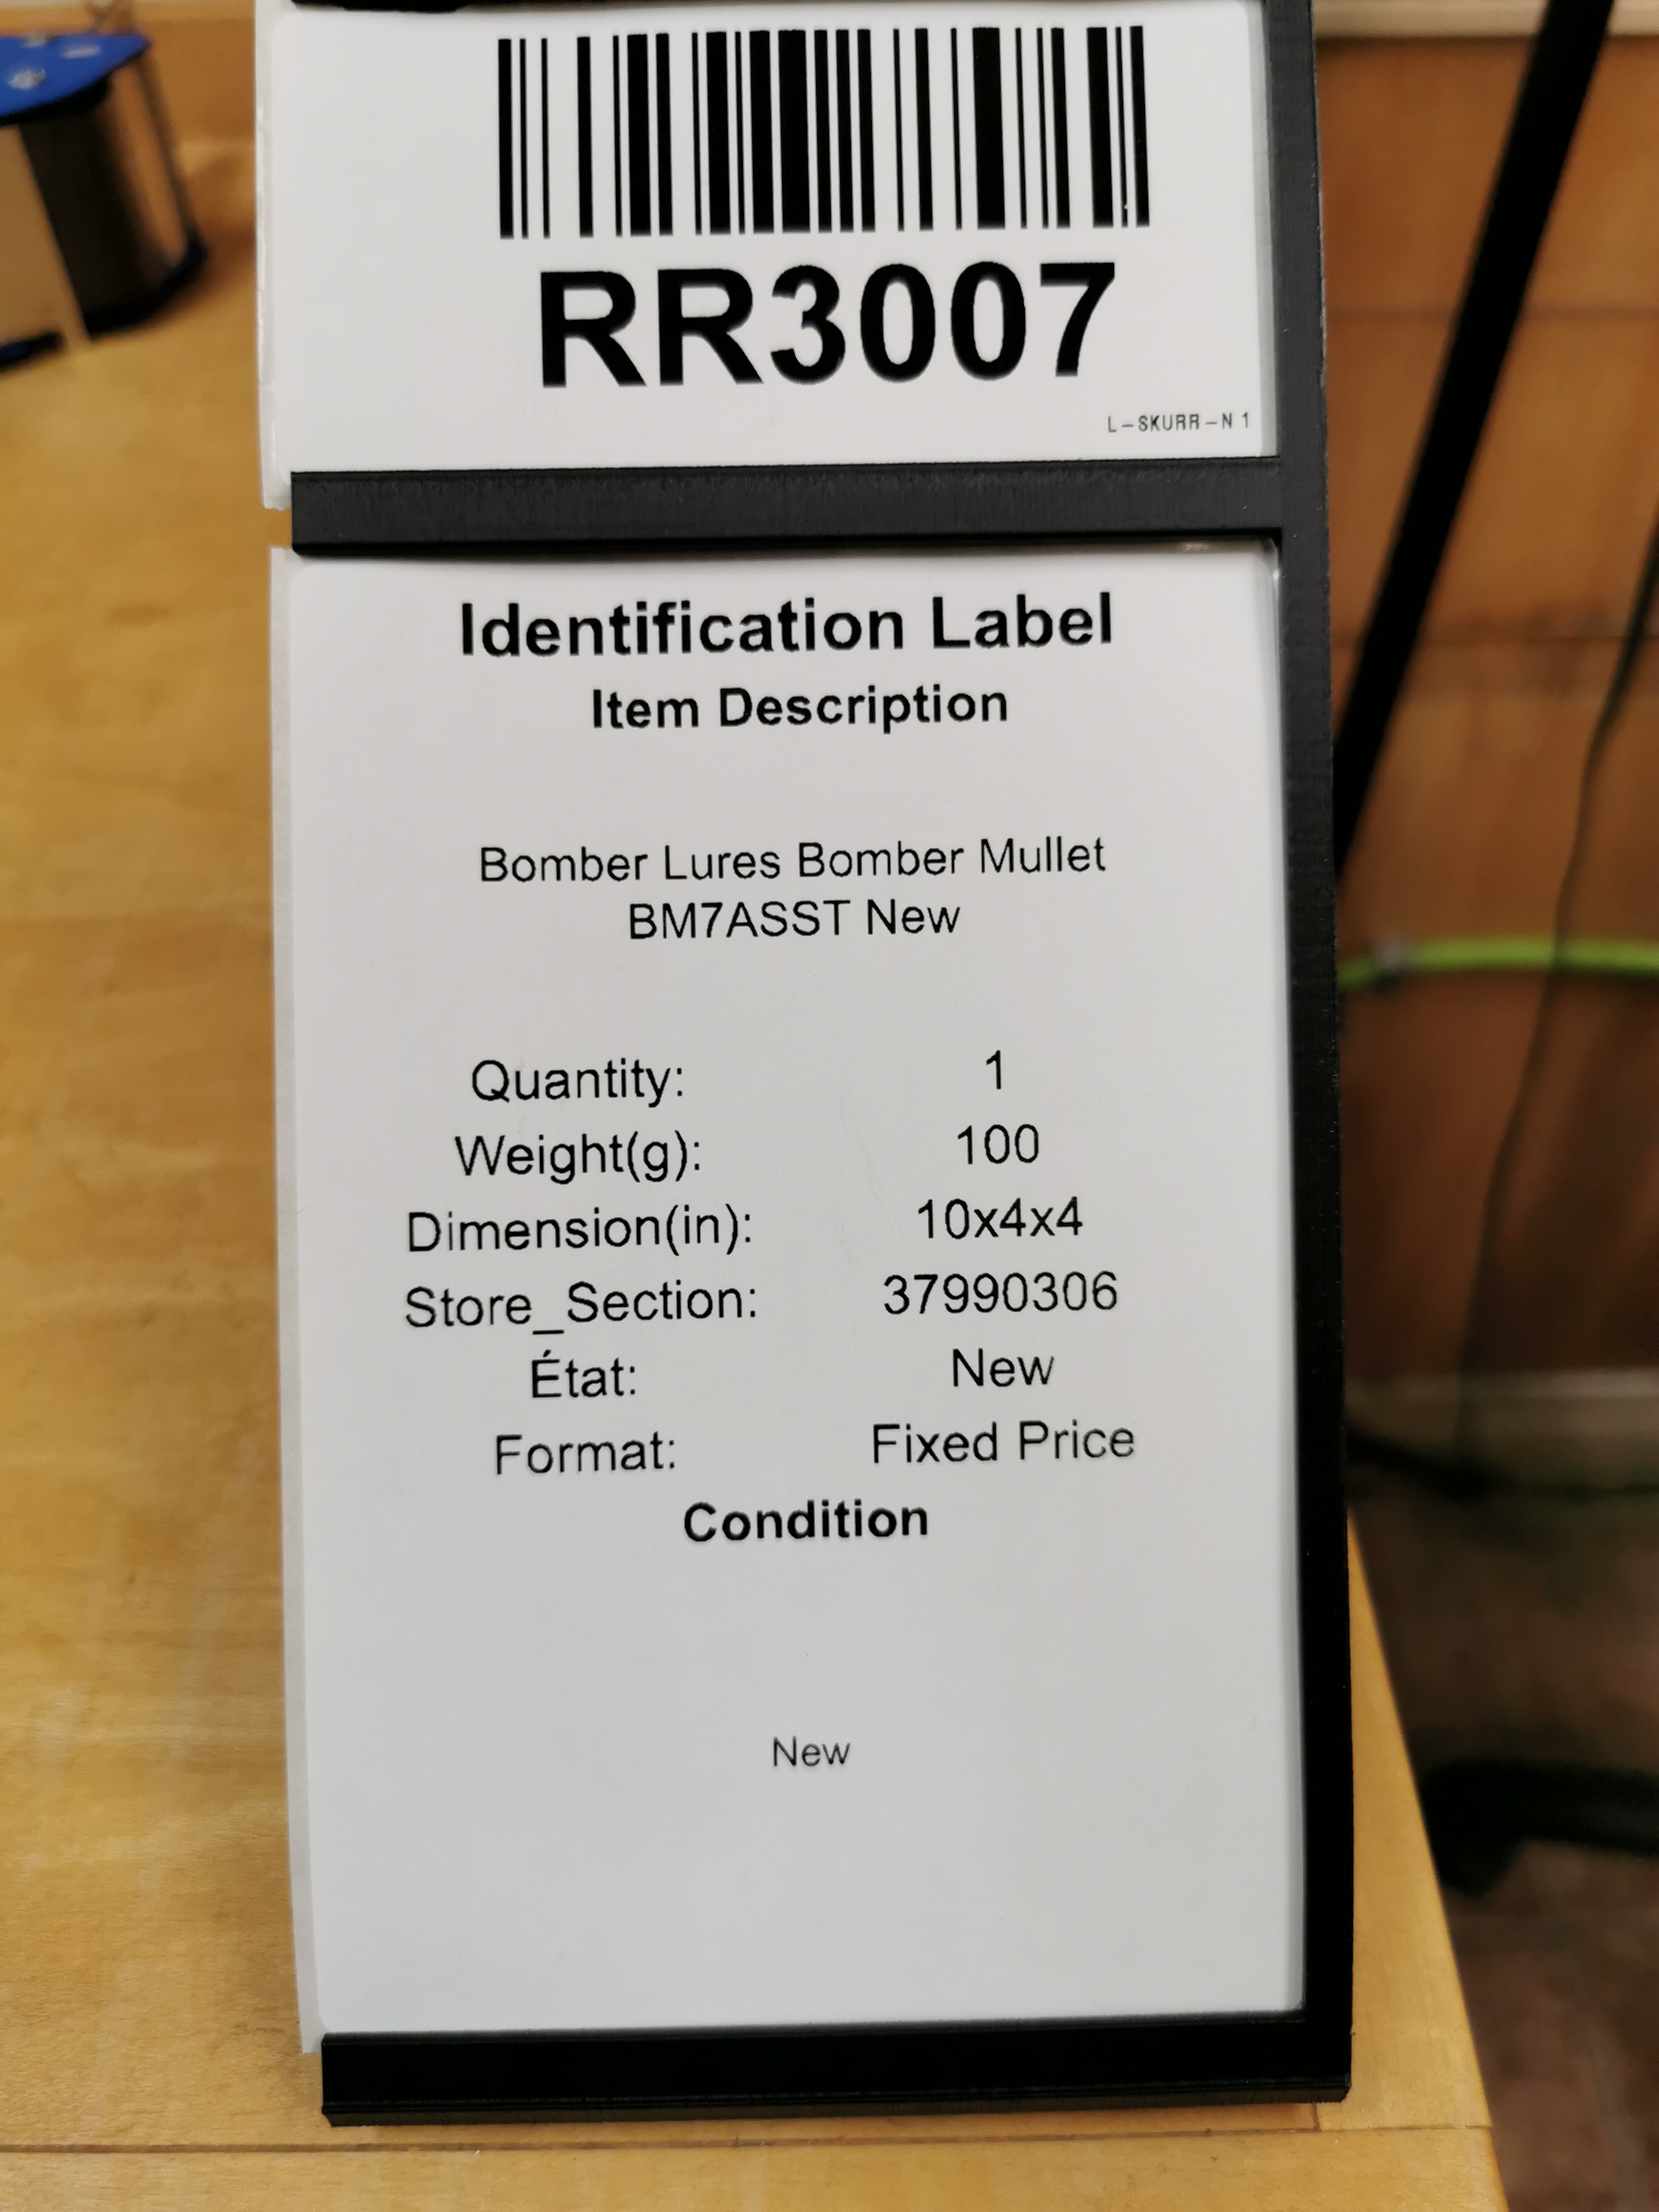 RR3007
L-SKURR-N 1
Identification Label
Item Description
Bomber Lures Bomber Mullet
BM7ASST New
Quantity: 1
Weight(g): 100
Dimension(in): 10x4x4
Store_Section: 37990306
État: New
Format: Fixed Price
Condition
New